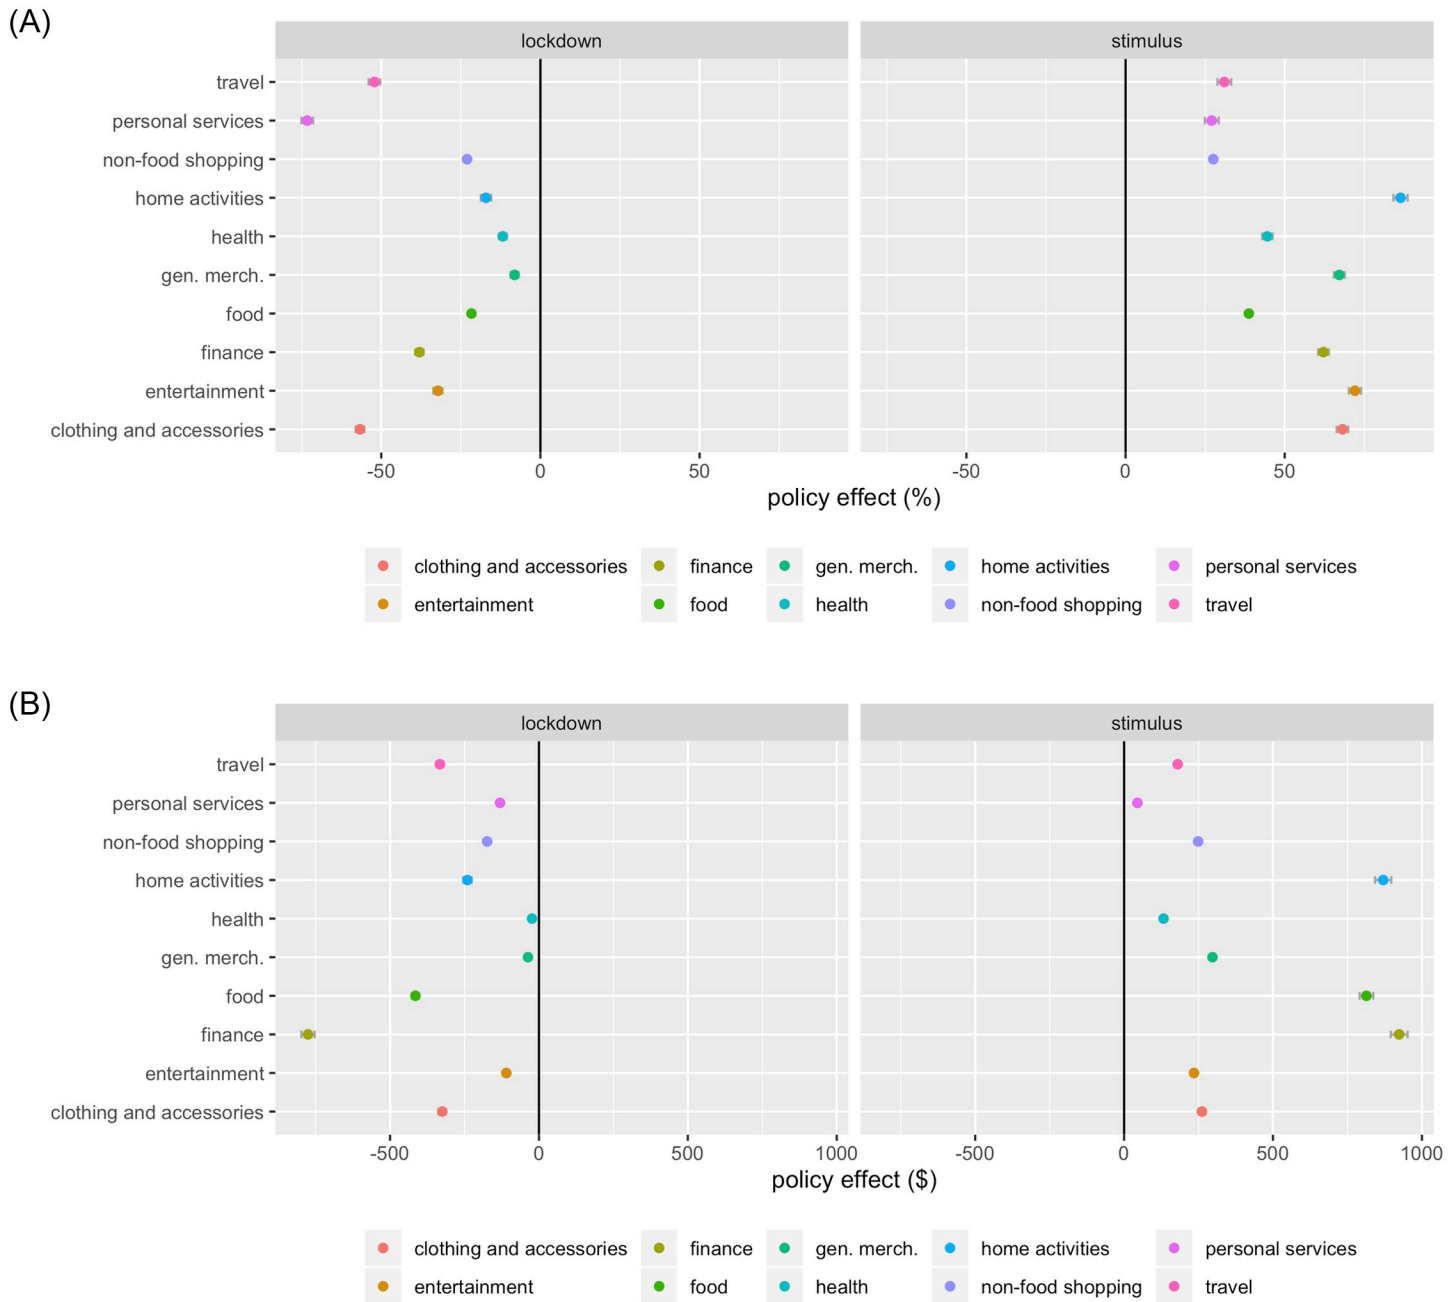 (A)
lockdown stimulus
travel
personal services
non-food shopping
home activities
health
gen. merch.
food
finance
entertainment
clothing and accessories
-50 0 50 -50 0 50
policy effect (%)
clothing and accessories finance gen. merch. home activities personal services
entertainment food health non-food shopping travel
(B)
lockdown stimulus
travel
personal services
non-food shopping
home activities
health
gen. merch.
food
finance
entertainment
clothing and accessories
-500 0 500 1000 -500 0 500 1000
policy effect ($)
clothing and accessories finance gen. merch. home activities personal services
entertainment food health non-food shopping travel